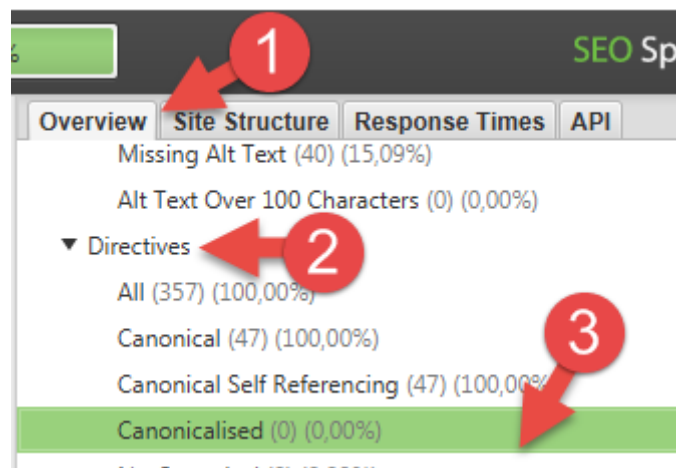 %
1
SEO Sp
Overview Site Structure Response Times API
Missing Alt Text (40) (15,09%)
Alt Text Over 100 Characters (0) (0,00%)
Directives
2
All (357) (100,00%)
Canonical (47) (100,00%)
3
Canonical Self Referencing (47) (100,00%
Canonicalised (0) (0,00%)